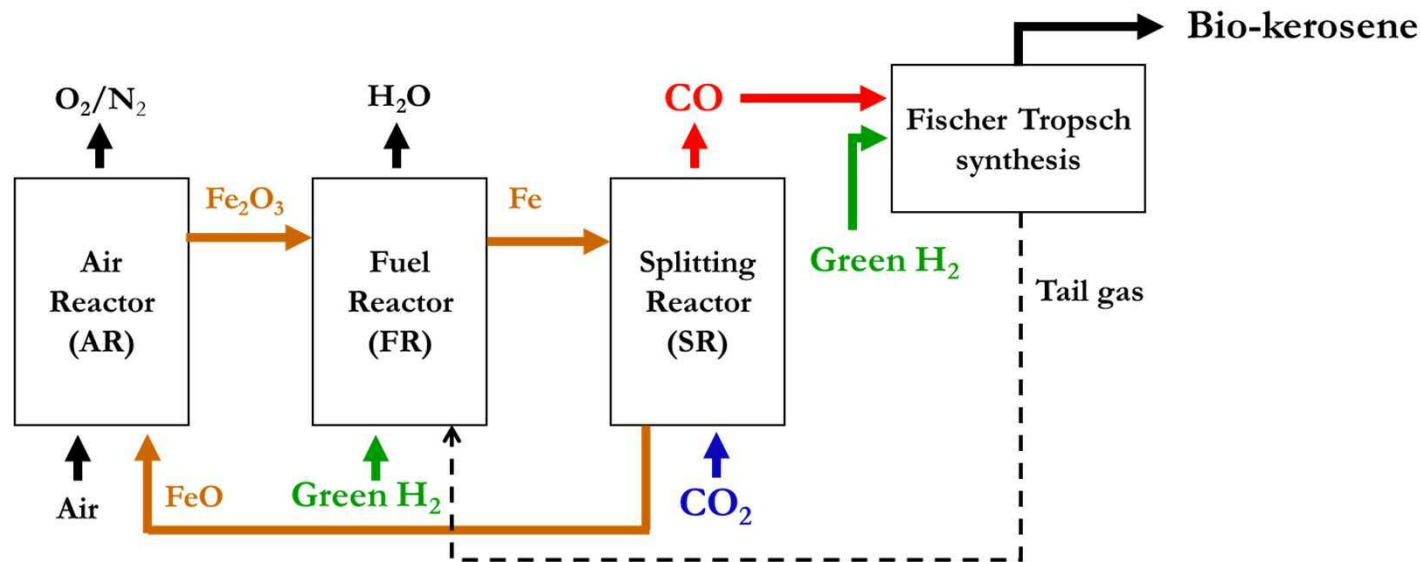 Bio-kerosene
O₂/N₂
H₂O
CO
Fischer Tropsch
synthesis
Fe₂O₃
Fe
Air
Reactor
(AR)
Fuel
Reactor
(FR)
Splitting
Reactor
(SR)
Green H₂
Tail gas
Air
FeO
Green H₂
CO₂